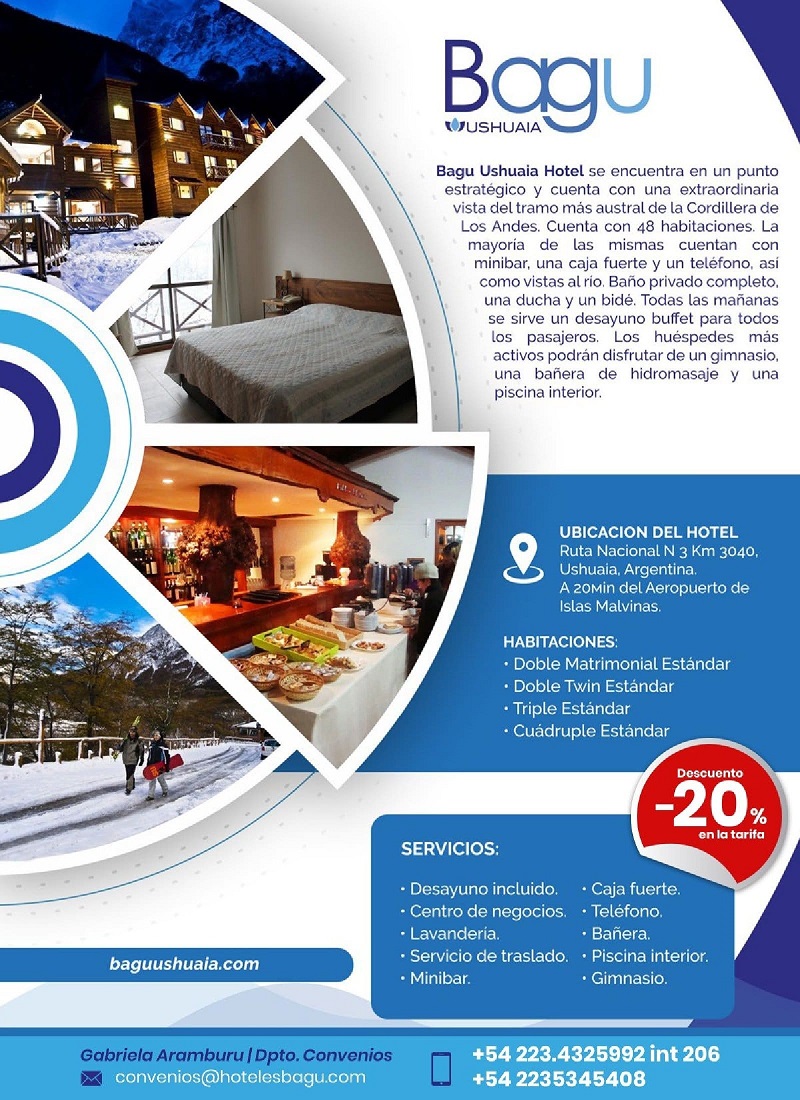 Bagu
USHUAIA
Bagu Ushuaia Hotel se encuentra en un punto
estratégico y cuenta con una extraordinaria
vista del tramo más austral de la Cordillera de
Los Andes. Cuenta con 48 habitaciones. La
mayoría de las mismas cuentan con
minibar, una caja fuerte y un teléfono, así
como vistas al río. Baño privado completo,
una ducha y un bidé. Todas las mañanas
se sirve un desayuno buffet para todos
los pasajeros. Los huéspedes más
activos podrán disfrutar de un gimnasio,
una bañera de hidromasaje y una
piscina interior.
UBICACION DEL HOTEL
Ruta Nacional N 3 Km 3040,
Ushuaia, Argentina.
A 20Min del Aeropuerto de
Islas Malvinas.
HABITACIONES:
• Doble Matrimonial Estándar
• Doble Twin Estándar
• Triple Estándar
• Cuádruple Estándar
Descuento
-20%
en la tarifa
SERVICIOS:
• Desayuno incluido.
• Centro de negocios.
• Lavandería.
• Servicio de traslado.
• Minibar.
• Caja fuerte.
• Teléfono.
• Bañera.
• Piscina interior.
• Gimnasio.
baguushuaia.com
Gabriela Aramburu | Dpto. Convenios
convenios@hotelesbagu.com
+54 223.4325992 int 206
+54 2235345408